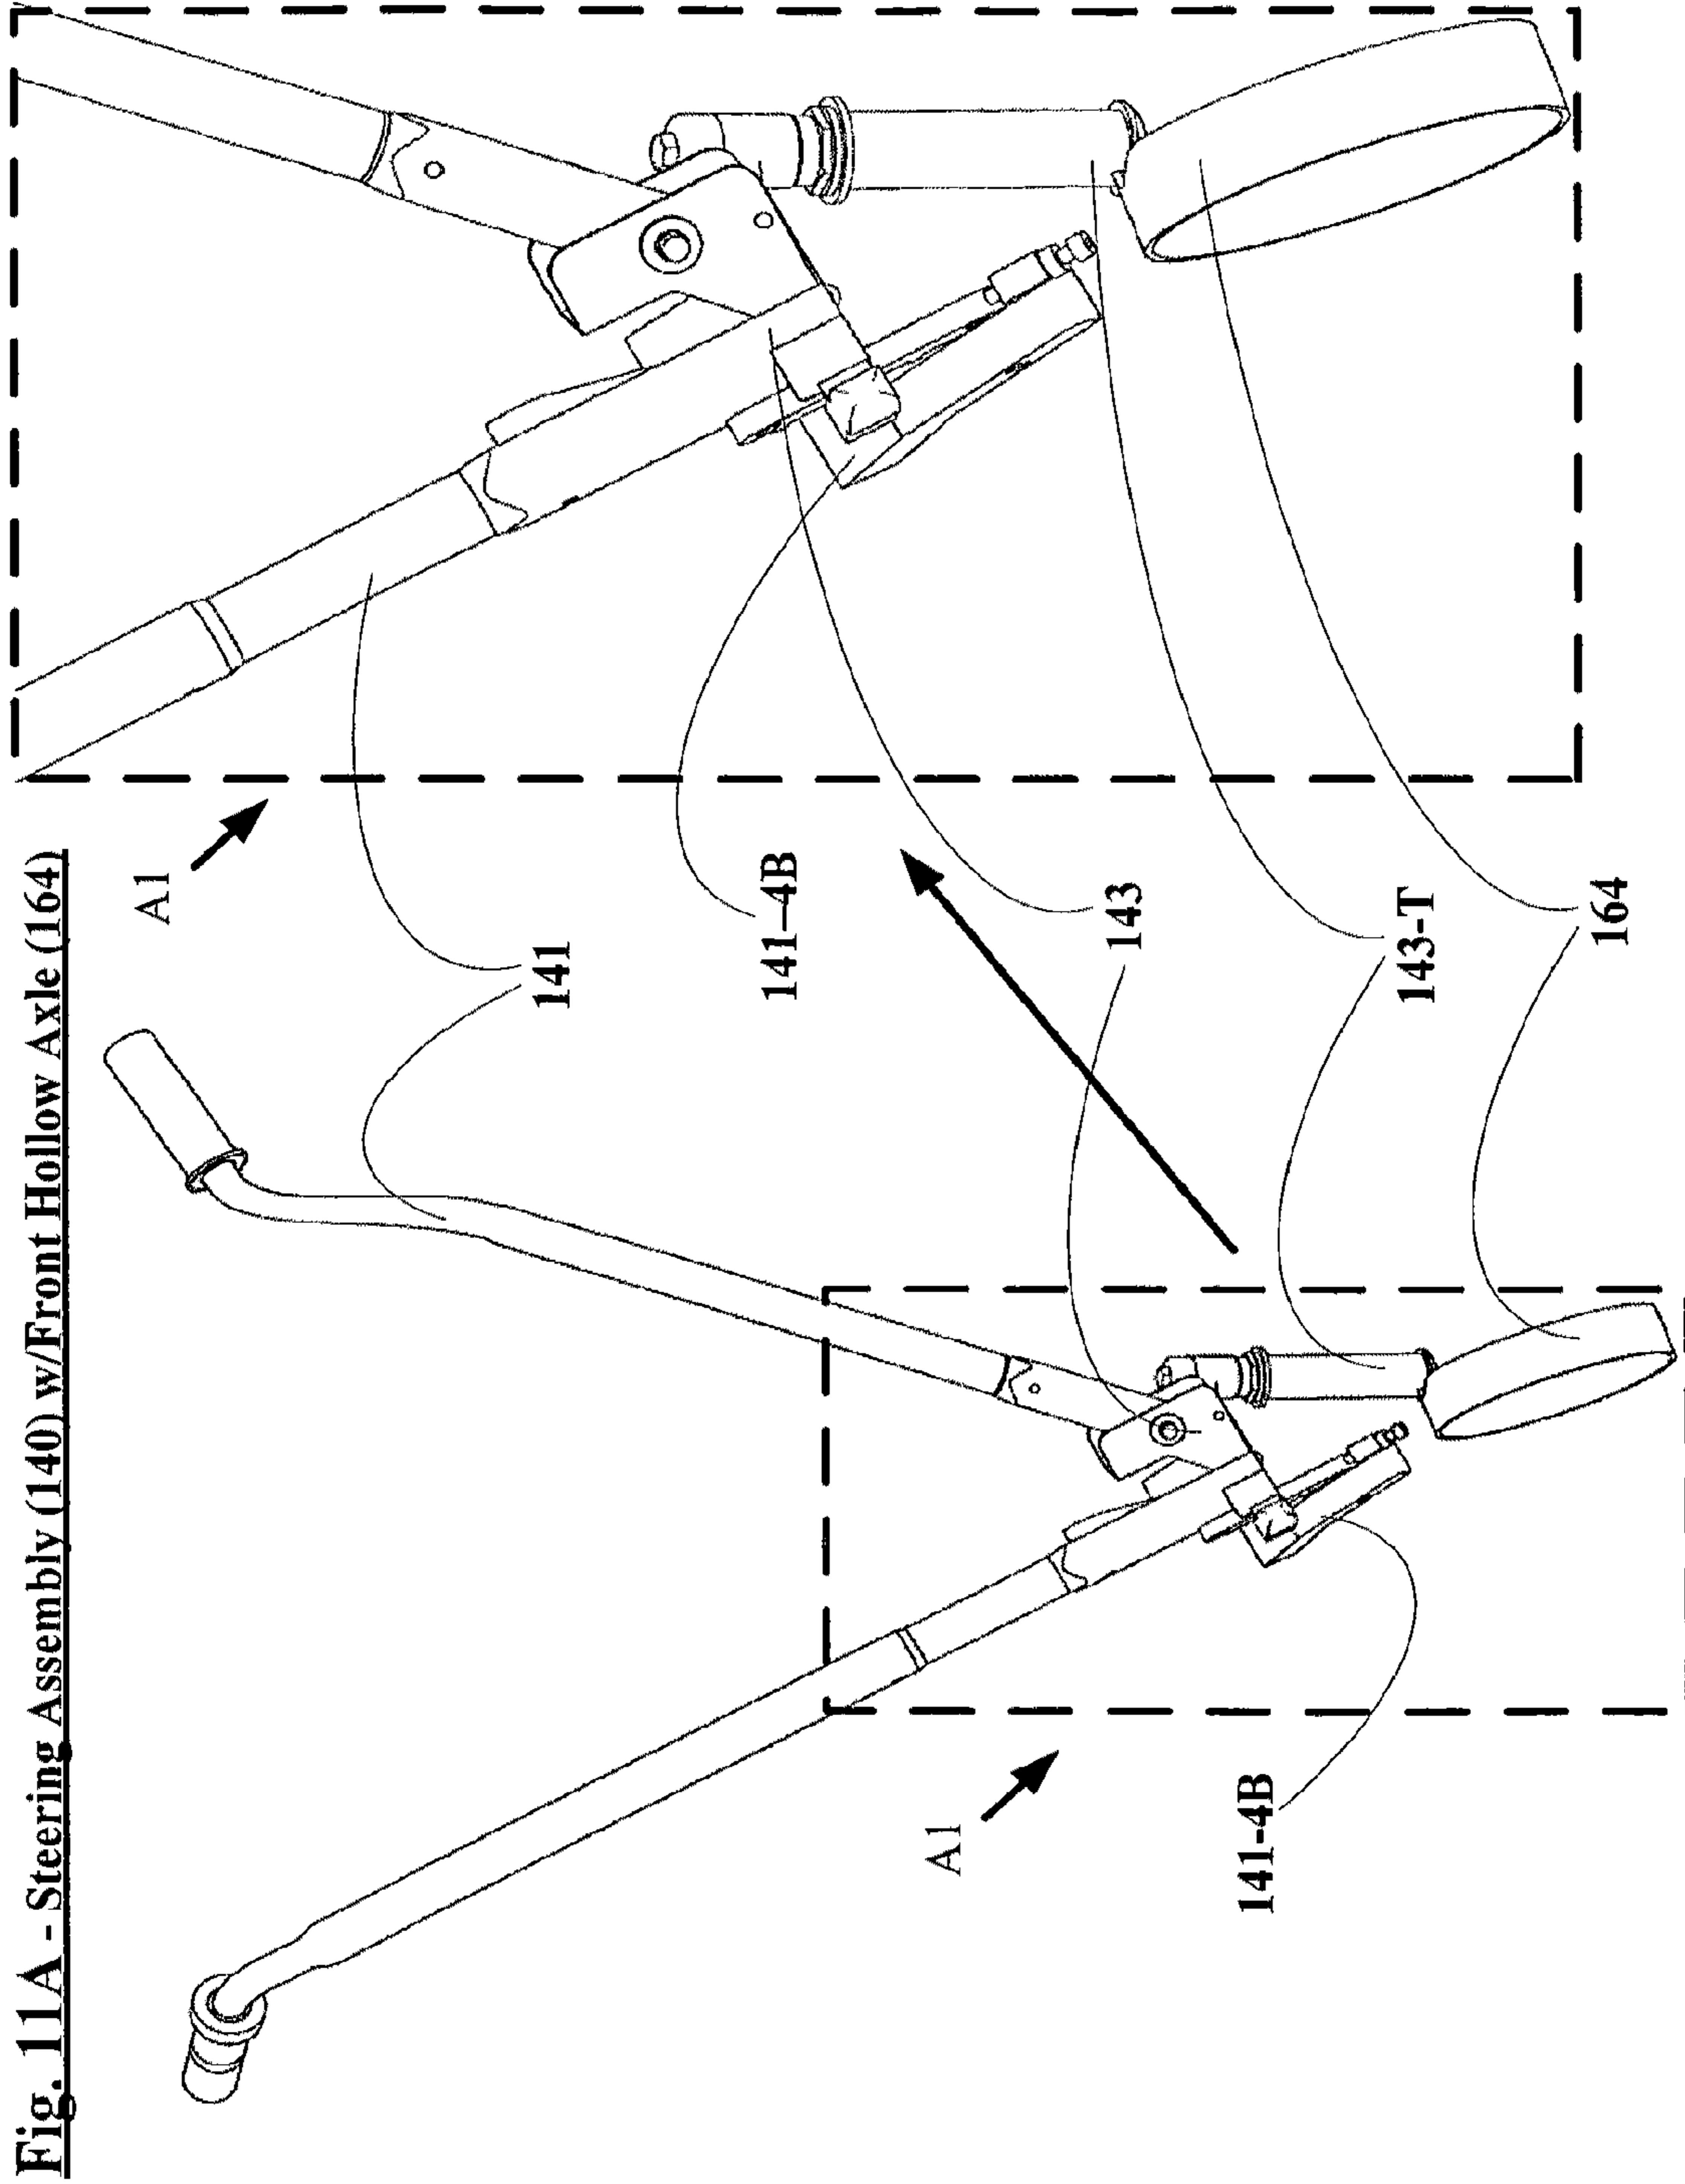 Fig. 11A - Steering Assembly (140) w/Front Hollow Axle (164)
A1
141
141-4B
143
143-T
164
A1
141-4B